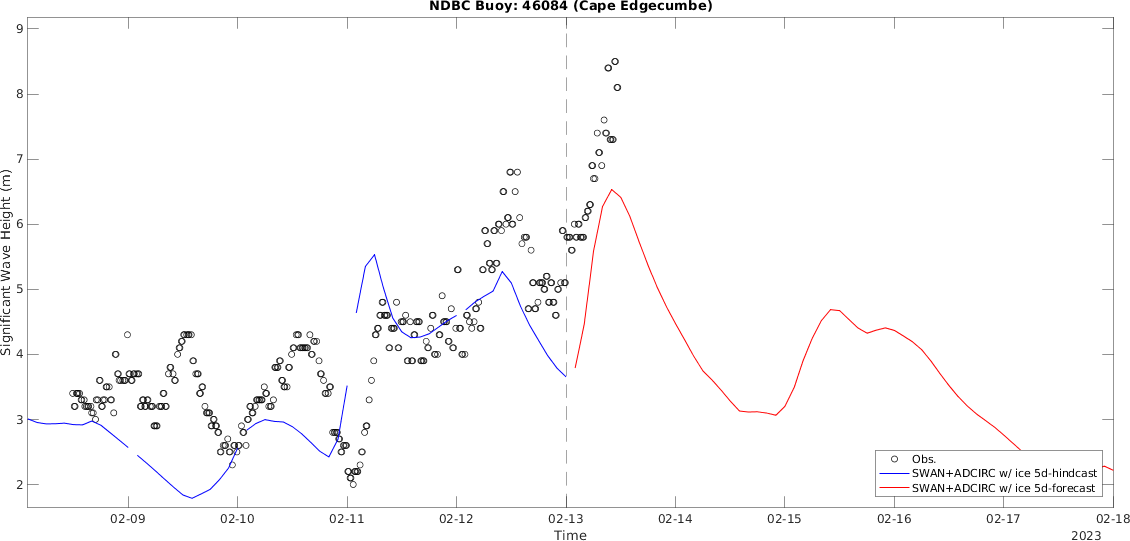 NDBC Buoy: 46084 (Cape Edgecumbe)
Significant Wave Height (m)
9
8
7
6
5
4
3
2
Obs.
SWAN+ADCIRC w/ ice 5d-hindcast
SWAN+ADCIRC w/ ice 5d-forecast
02-09 02-10 02-11 02-12 02-13 02-14 02-15 02-16 02-17 02-18
Time
2023